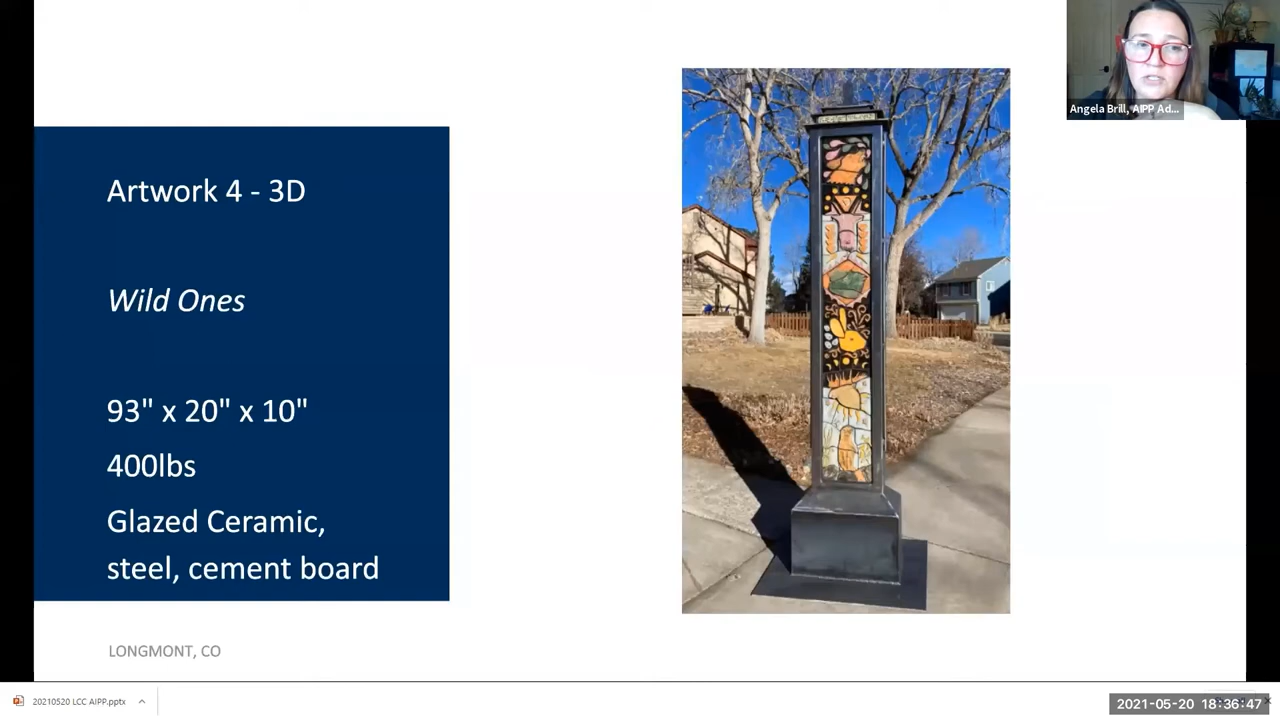 Angela Brill, AIPP Ad...
Artwork 4 - 3D
Wild Ones
93" x 20" x 10"
400lbs
Glazed Ceramic,
steel, cement board
LONGMONT, CO
20210520 LCC AIPP.pptx
2021-05-20 18:36:47